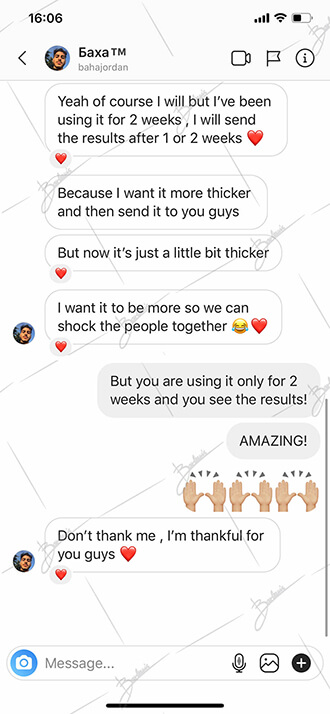 16:06
Баха™
bahajordan
Yeah of course I will but I’ve been
using it for 2 weeks , I will send
the results after 1 or 2 weeks ❤️
Because I want it more thicker
and then send it to you guys
But now it’s just a little bit thicker
I want it to be more so we can
shock the people together 😂❤️
But you are using it only for 2
weeks and you see the results!
AMAZING!
🙌🏼🙌🏼🙌🏼
Don’t thank me , I’m thankful for
you guys ❤️
Message...